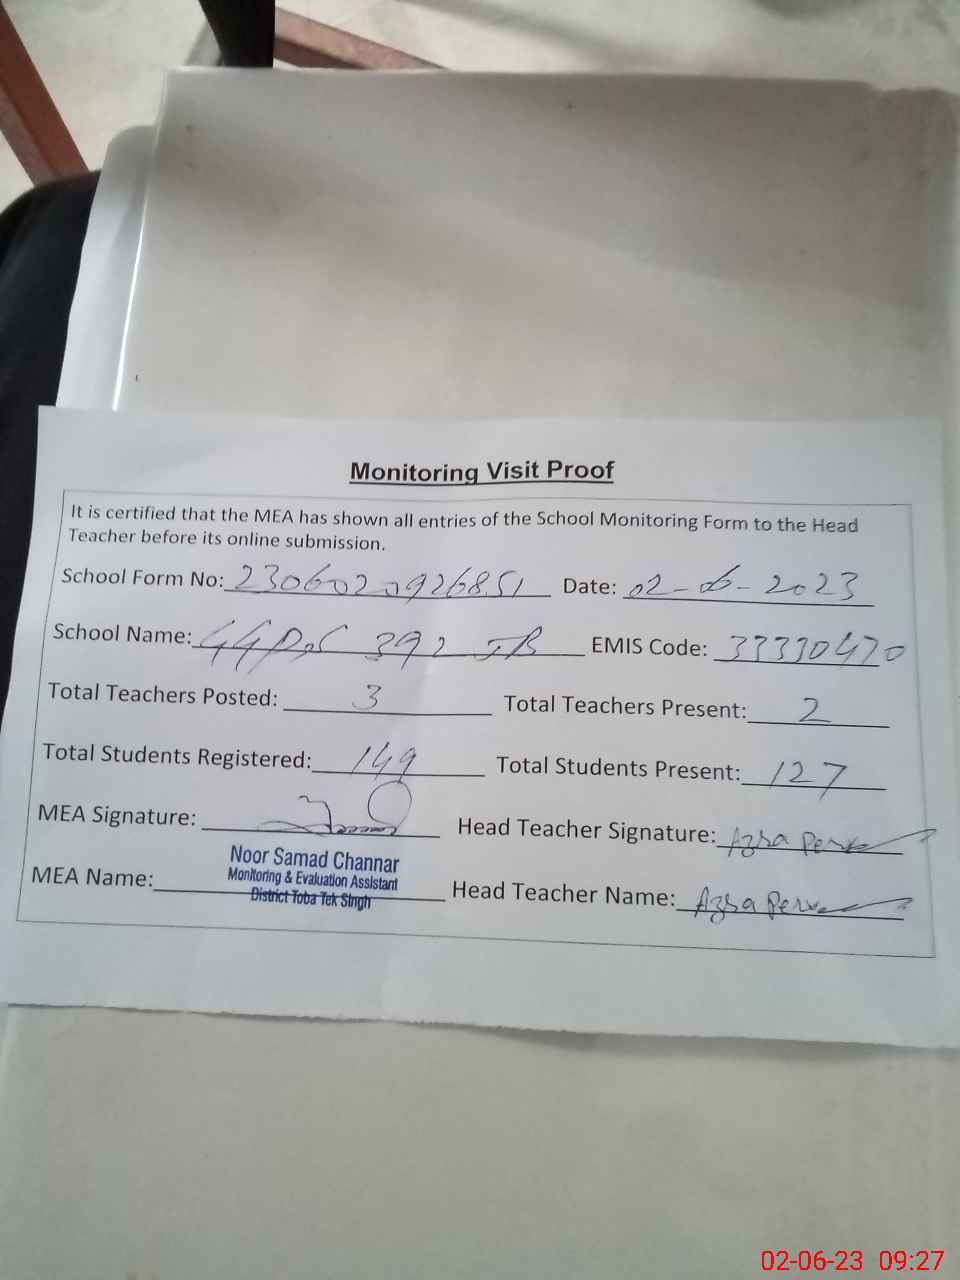 Monitoring Visit Proof
It is certified that the MEA has shown all entries of the School Monitoring Form to the Head
Teacher before its online submission.
School Form No: 2306020926851 Date: 02-06-2023
School Name: GGPS 392 JB EMIS Code: 33330470
Total Teachers Posted: 3 Total Teachers Present: 2
Total Students Registered: 149 Total Students Present: 127
MEA Signature: Head Teacher Signature: Azra
Noor Samad Channar
Monitoring & Evaluation Assistant
District Toba Tek Singh
MEA Name: Head Teacher Name: Azra
02-06-23 09:27